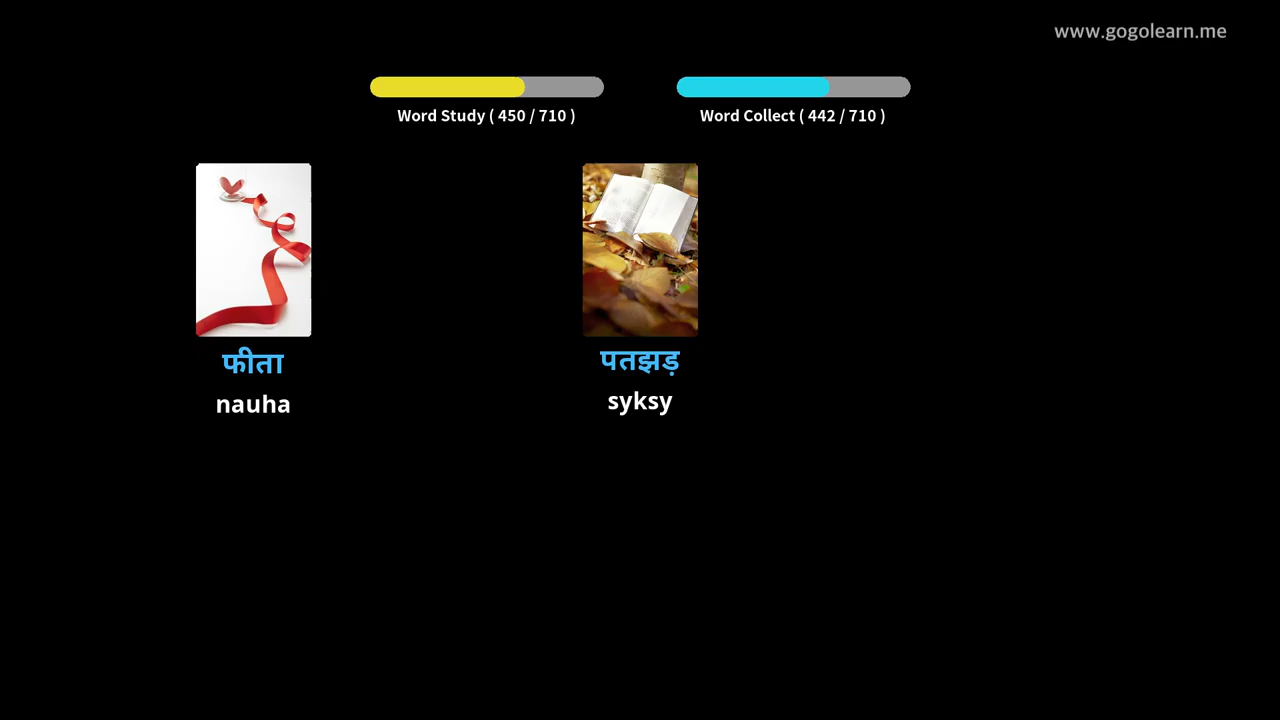 www.gogolearn.me
Word Study ( 450 / 710 )
Word Collect ( 442 / 710 )
फीता
nauha
पतझड़
syksy